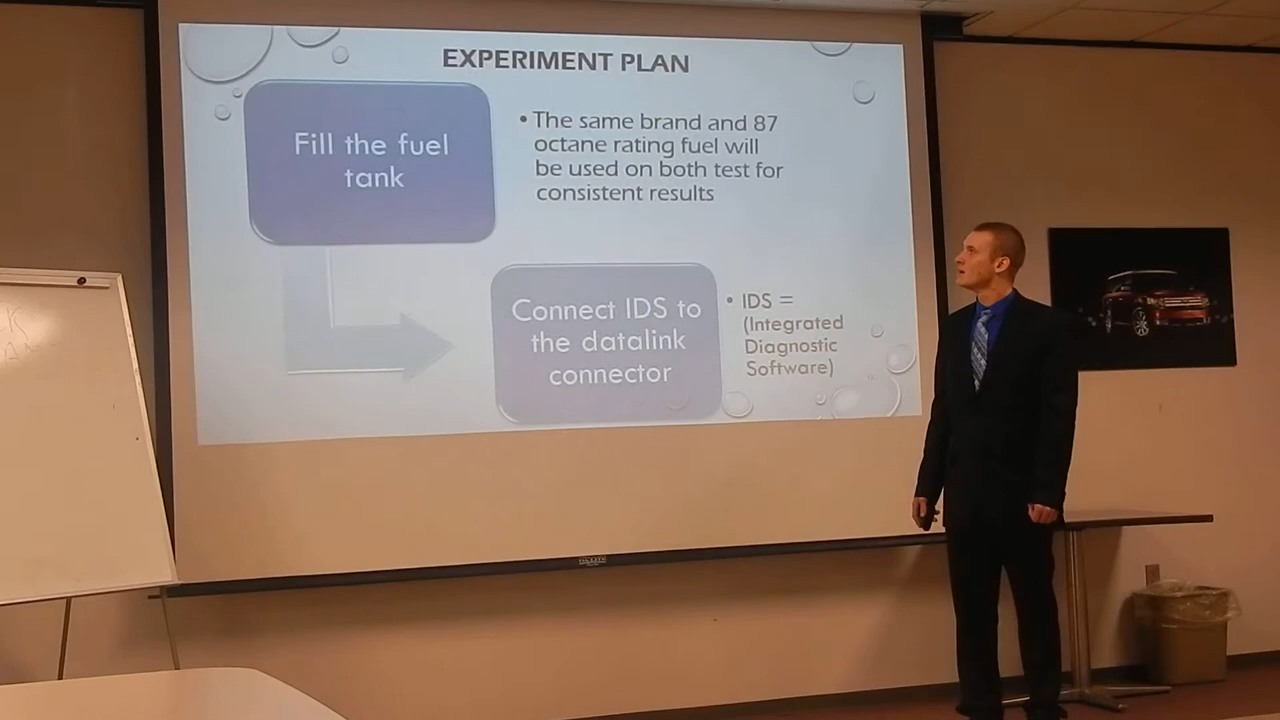 EXPERIMENT PLAN
Fill the fuel
tank
• The same brand and 87
octane rating fuel will
be used on both test for
consistent results
Connect IDS to
the datalink
connector
• IDS =
(Integrated
Diagnostic
Software)